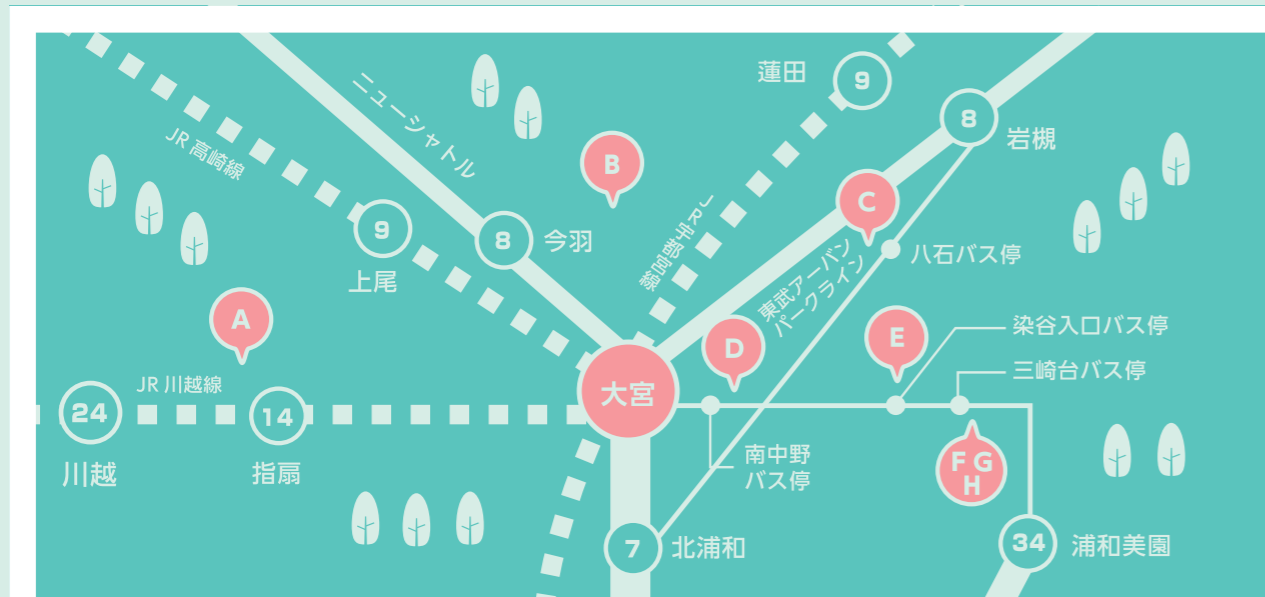 蓮田
9
ニューシャトル
JR 高崎線
B
8
岩槻
C
JR宇都宮線
9
上尾
8
今羽
八石バス停
東武アーバン
パークライン
A
D
E
染谷入口バス停
三崎台バス停
JR 川越線
大宮
24
川越
14
指扇
南中野
バス停
F G
H
7
北浦和
34
浦和美園